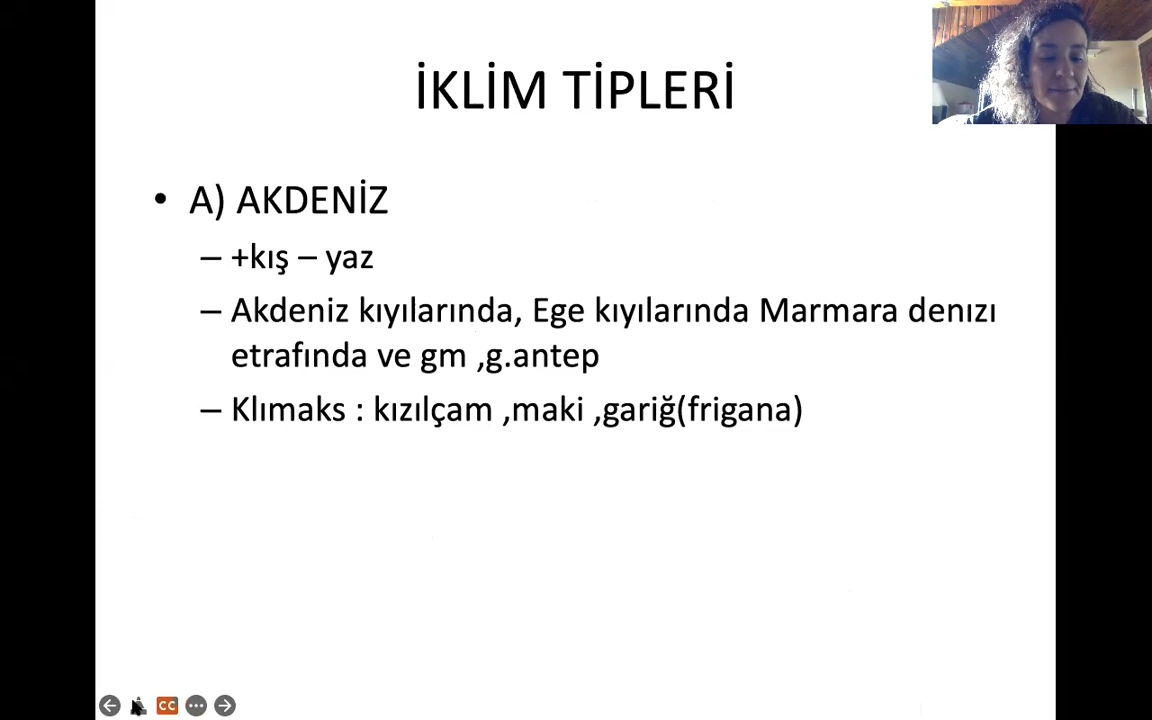 İKLİM TİPLERİ
• A) AKDENİZ
– +kış – yaz
– Akdeniz kıyılarında, Ege kıyılarında Marmara denızı
etrafında ve gm ,g.antep
– Klımaks : kızılçam ,maki ,gariğ(frigana)
CC